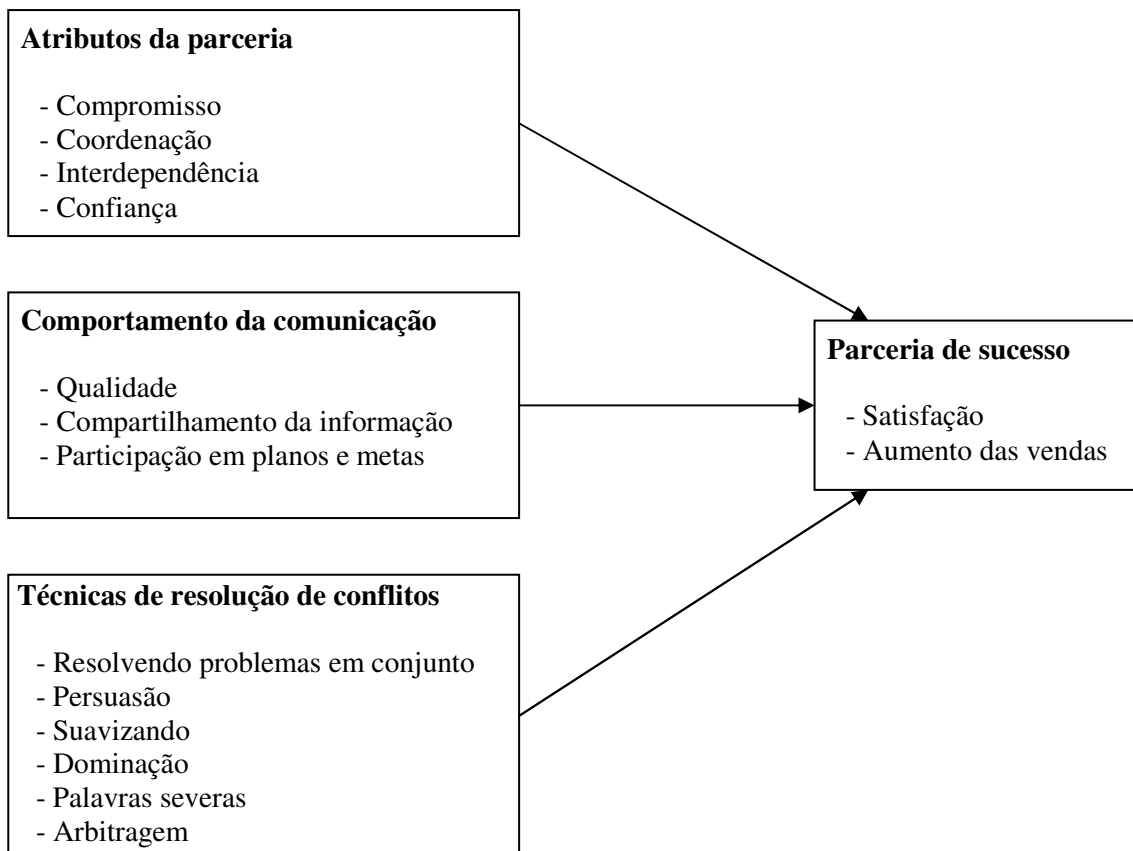 Atributos da parceria
- Compromisso
- Coordenação
- Interdependência
- Confiança
Comportamento da comunicação
- Qualidade
- Compartilhamento da informação
- Participação em planos e metas
Técnicas de resolução de conflitos
- Resolvendo problemas em conjunto
- Persuasão
- Suavizando
- Dominação
- Palavras severas
- Arbitragem
Parceria de sucesso
- Satisfação
- Aumento das vendas